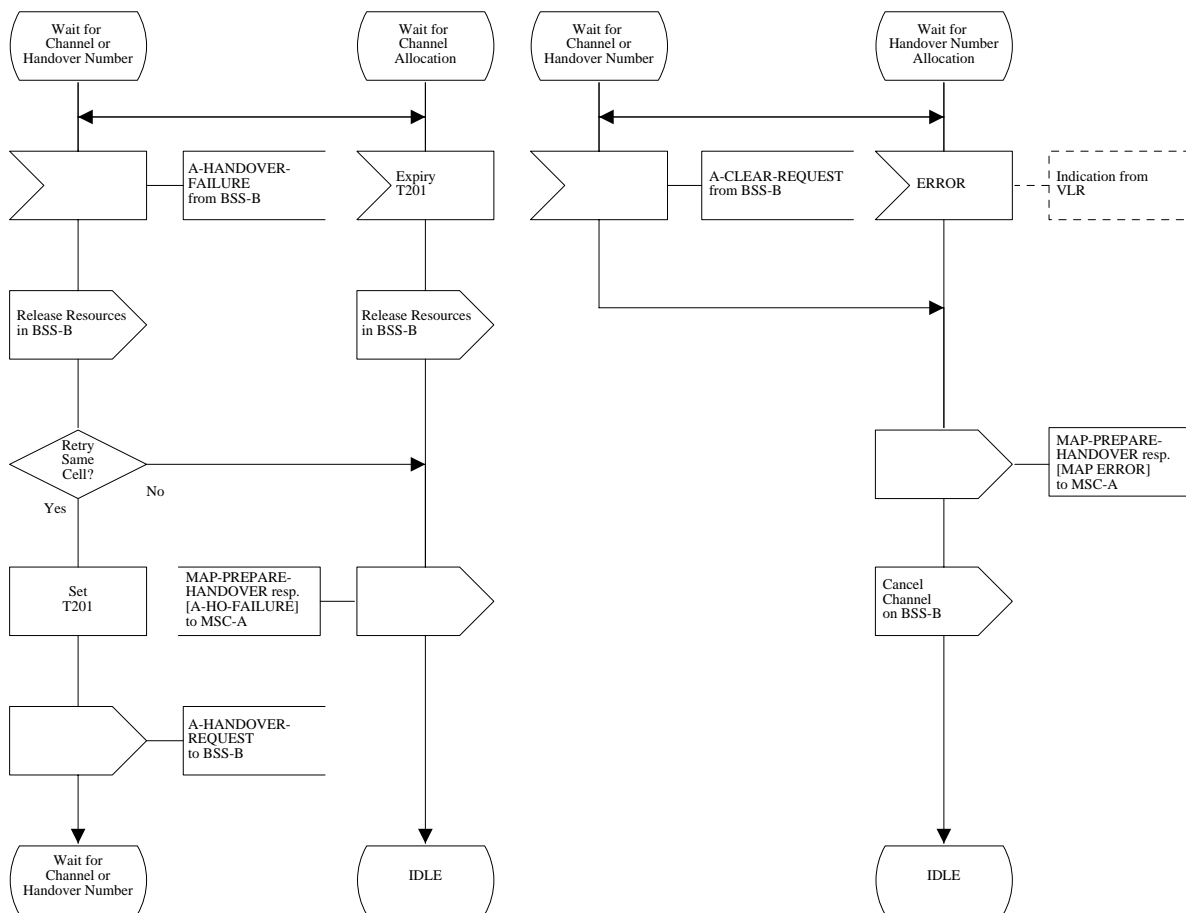 Wait for
Channel or
Handover Number
Wait for
Channel
Allocation
Wait for
Channel or
Handover Number
Wait for
Handover Number
Allocation
A-HANDOVER-
FAILURE
from BSS-B
Expiry
T201
A-CLEAR-REQUEST
from BSS-B
ERROR
Indication from
VLR
Release Resources
in BSS-B
Release Resources
in BSS-B
Retry
Same
Cell?
No
Yes
MAP-PREPARE-
HANDOVER resp.
[MAP ERROR]
to MSC-A
Set
T201
MAP-PREPARE-
HANDOVER resp.
[A-HO-FAILURE]
to MSC-A
Cancel
Channel
on BSS-B
A-HANDOVER-
REQUEST
to BSS-B
Wait for
Channel or
Handover Number
IDLE
IDLE